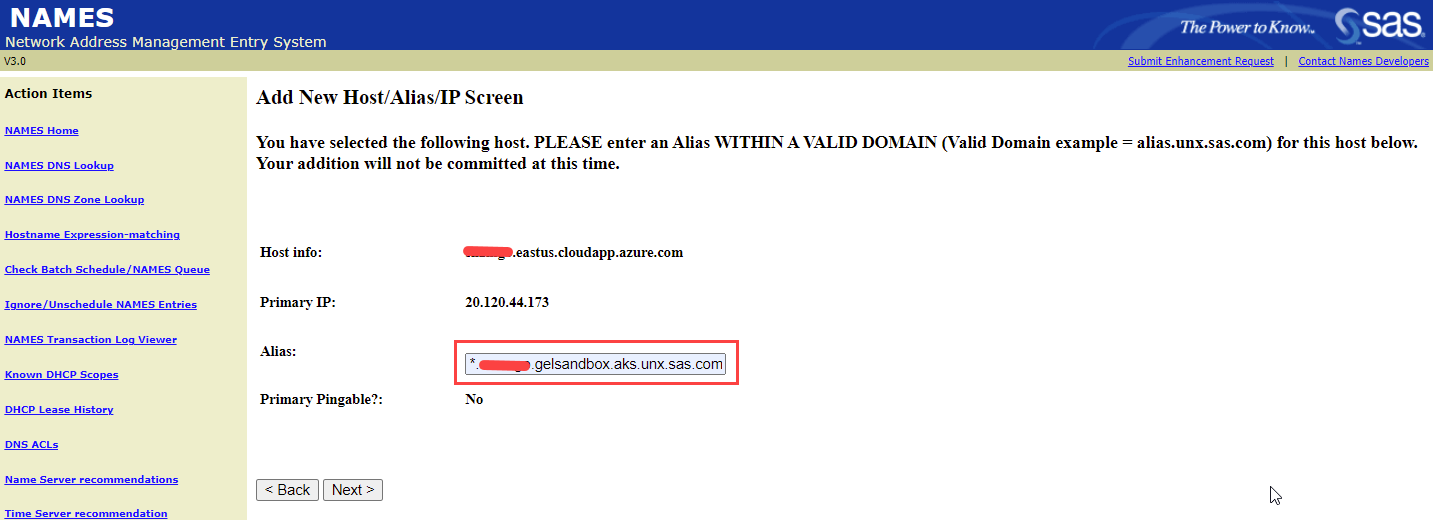 NAMES
Network Address Management Entry System
The Power to Know.
sas
V3.0
Submit Enhancement Request | Contact Names Developers
Action Items
NAMES Home
NAMES DNS Lookup
NAMES DNS Zone Lookup
Hostname Expression-matching
Check Batch Schedule/NAMES Queue
Ignore/Unschedule NAMES Entries
NAMES Transaction Log Viewer
Known DHCP Scopes
DHCP Lease History
DNS ACLs
Name Server recommendations
Time Server recommendation
Add New Host/Alias/IP Screen
You have selected the following host. PLEASE enter an Alias WITHIN A VALID DOMAIN (Valid Domain example = alias.unx.sas.com) for this host below.
Your addition will not be committed at this time.
Host info: .eastus.cloudapp.azure.com
Primary IP: 20.120.44.173
Alias: *. .gelsandbox.aks.unx.sas.com
Primary Pingable?: No
< Back Next >